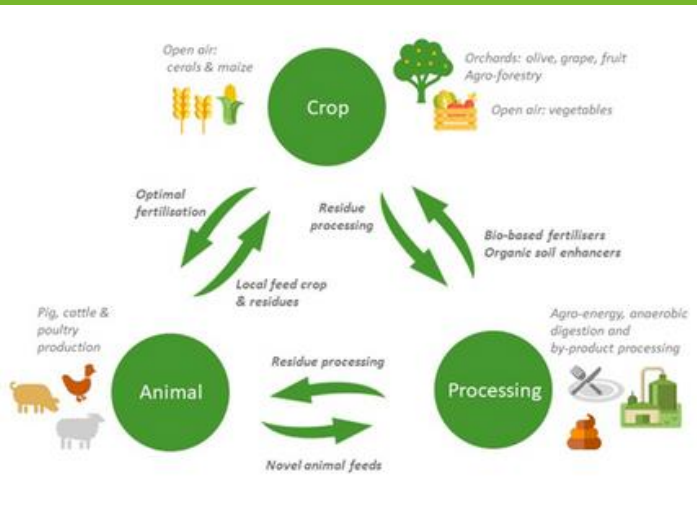 Open air:
cerals & maize
Crop
Orchards: olive, grape, fruit
Agro-forestry
Open air: vegetables
Optimal
fertilisation
Residue
processing
Bio-based fertilisers
Organic soil enhancers
Local feed crop
& residues
Pig, cattle &
poultry
production
Agro-energy, anaerobic
digestion and
by-product processing
Animal
Residue processing
Processing
Novel animal feeds